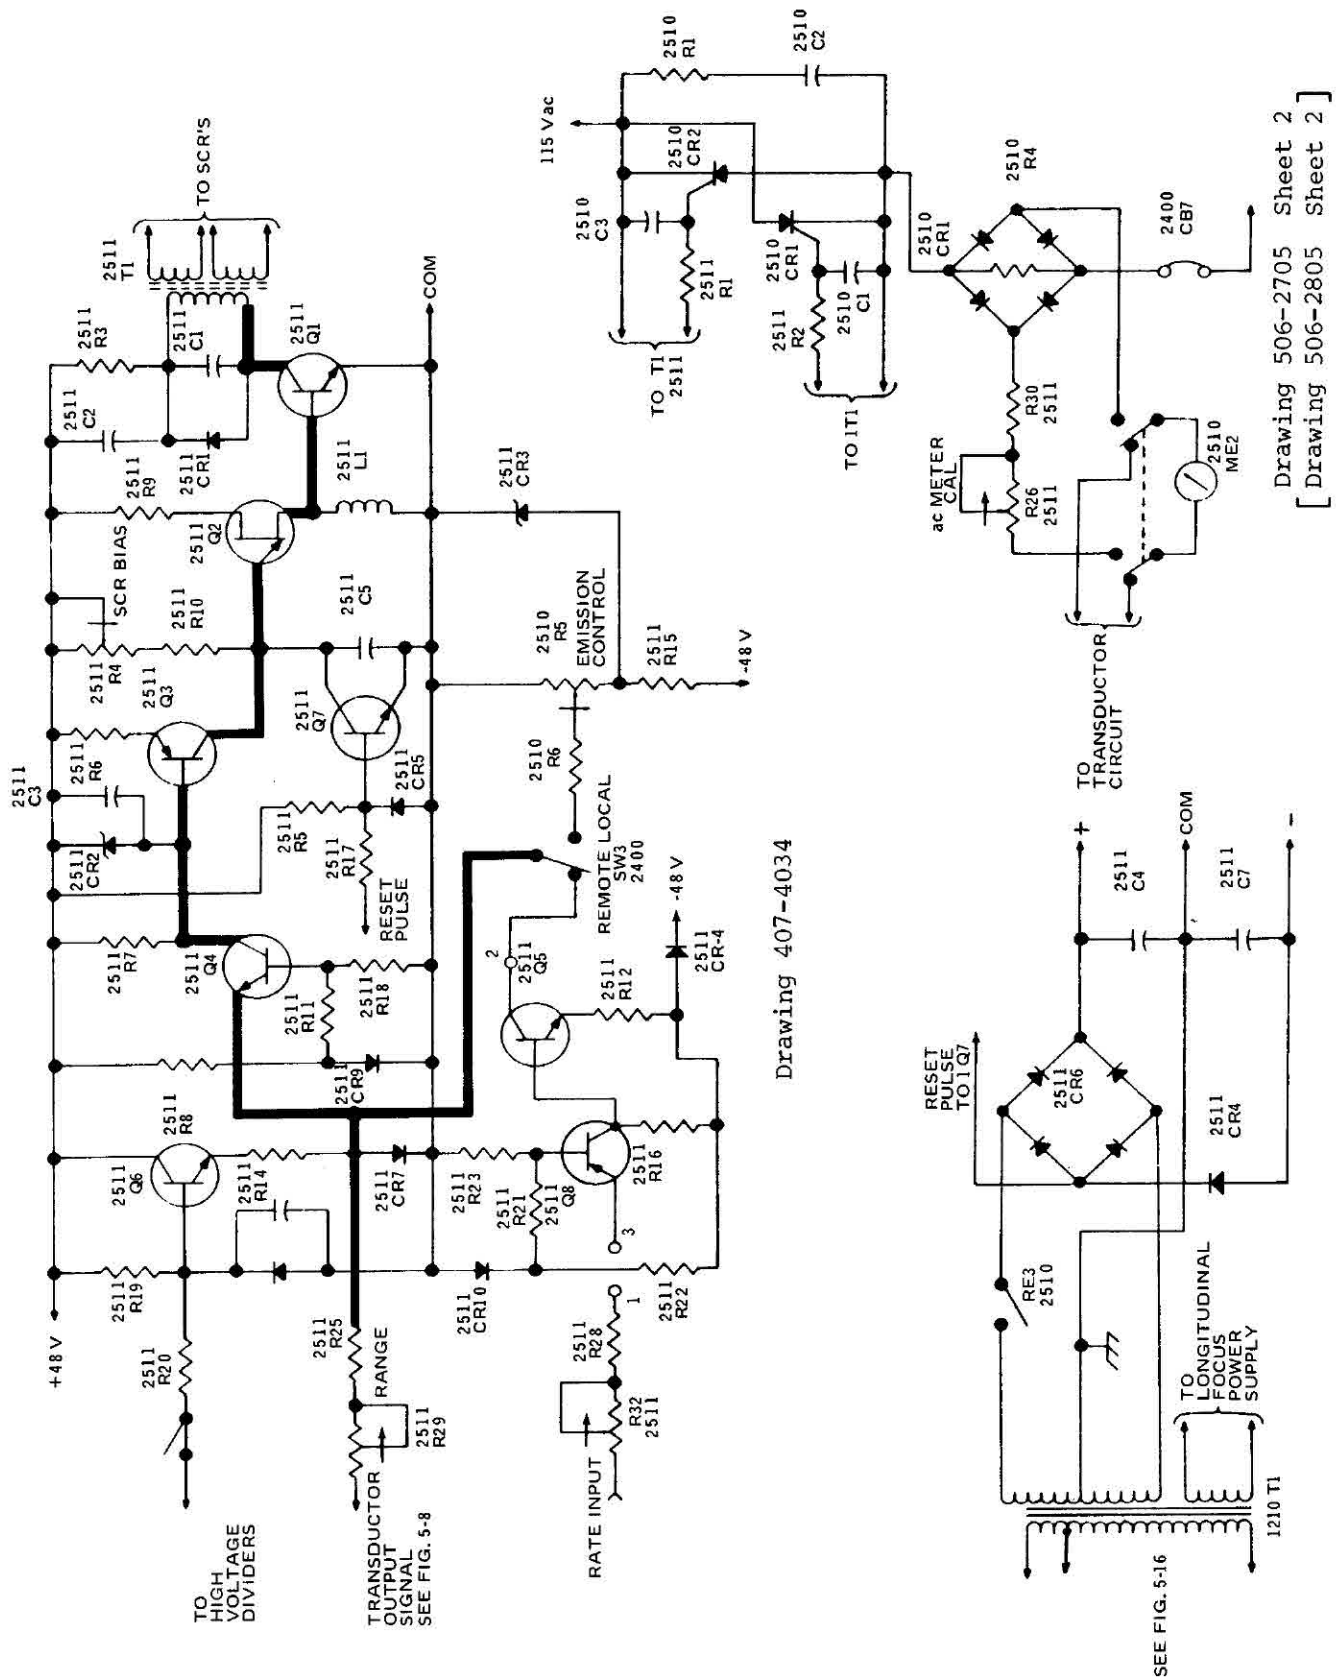 2511
C3
2511
CR2
2511
R6
2511
Q3
2511
R4
SCR BIAS
2511
R10
2511
Q2
2511
R9
2511
CR1
2511
C2
2511
R3
2511
C1
2511
T1
TO SCR'S
2511
Q1
COM
+48V
2511
R19
2511
Q6
2511
R8
2511
R7
2511
Q4
2511
R5
2511
R17
RESET
PULSE
2511
CR5
2511
Q7
2511
C5
2511
L1
2511
CR3
2511
R20
TO
HIGH
VOLTAGE
DIVIDERS
2511
R14
2511
CR9
2511
R11
2511
R18
2511
R25
RANGE
2511
R29
TRANSDUCTOR
OUTPUT
SIGNAL
SEE FIG. 5-8
2511
CR7
2511
R23
2511
R21
2511
Q8
2511
CR10
2511
R16
2511
R22
2511
R28
R32
2511
RATE INPUT
1
3
2
2511
Q5
2511
R12
2511
CR-4
-48V
REMOTE LOCAL
SW3
2400
2510
R6
2510
R5
EMISSION
CONTROL
2511
R15
-48V
Drawing 407-4034
115 Vac
2510
R1
2510
C2
2510
CR2
2510
C3
2511
R1
TO T1
2511
2510
CR1
2511
R2
2510
C1
TO 1T1
2510
CR1
2510
R4
R30
2511
ac METER
CAL
R26
2511
2400
CB7
2510
ME2
TO
TRANSDUCTOR
CIRCUIT
Drawing 506-2705 Sheet 2
[Drawing 506-2805 Sheet 2]
RESET
PULSE
TO 1Q7
2511
CR6
2511
CR4
+
2511
C4
COM
2511
C7
-
RE3
2510
TO
LONGITUDINAL
FOCUS
POWER
SUPPLY
1210 T1
SEE FIG. 5-16